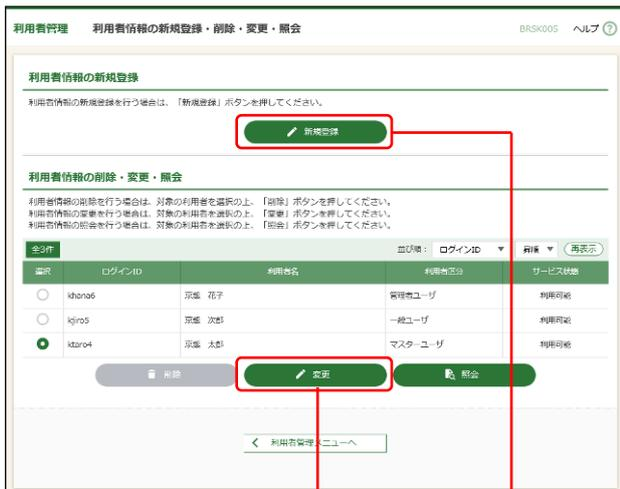 利用者管理 利用者情報の新規登録・削除・変更・照会 BRSK005 ヘルプ ?
利用者情報の新規登録
利用者情報の新規登録を行う場合は、「新規登録」ボタンを押してください。
新規登録
利用者情報の削除・変更・照会
利用者情報の削除を行う場合は、対象の利用者を選択の上、「削除」ボタンを押してください。
利用者情報の変更を行う場合は、対象の利用者を選択の上、「変更」ボタンを押してください。
利用者情報の照会を行う場合は、対象の利用者を選択の上、「照会」ボタンを押してください。
全3件 並び順： ログインID 昇順 再表示
選択 ログインID 利用者名 利用者区分 サービス状態
khana6 京葉 花子 管理者ユーザ 利用可能
kjiro5 京葉 次郎 一般ユーザ 利用可能
ktaro4 京葉 太郎 マスターユーザ 利用可能
削除 変更 照会
利用者管理メニューへ